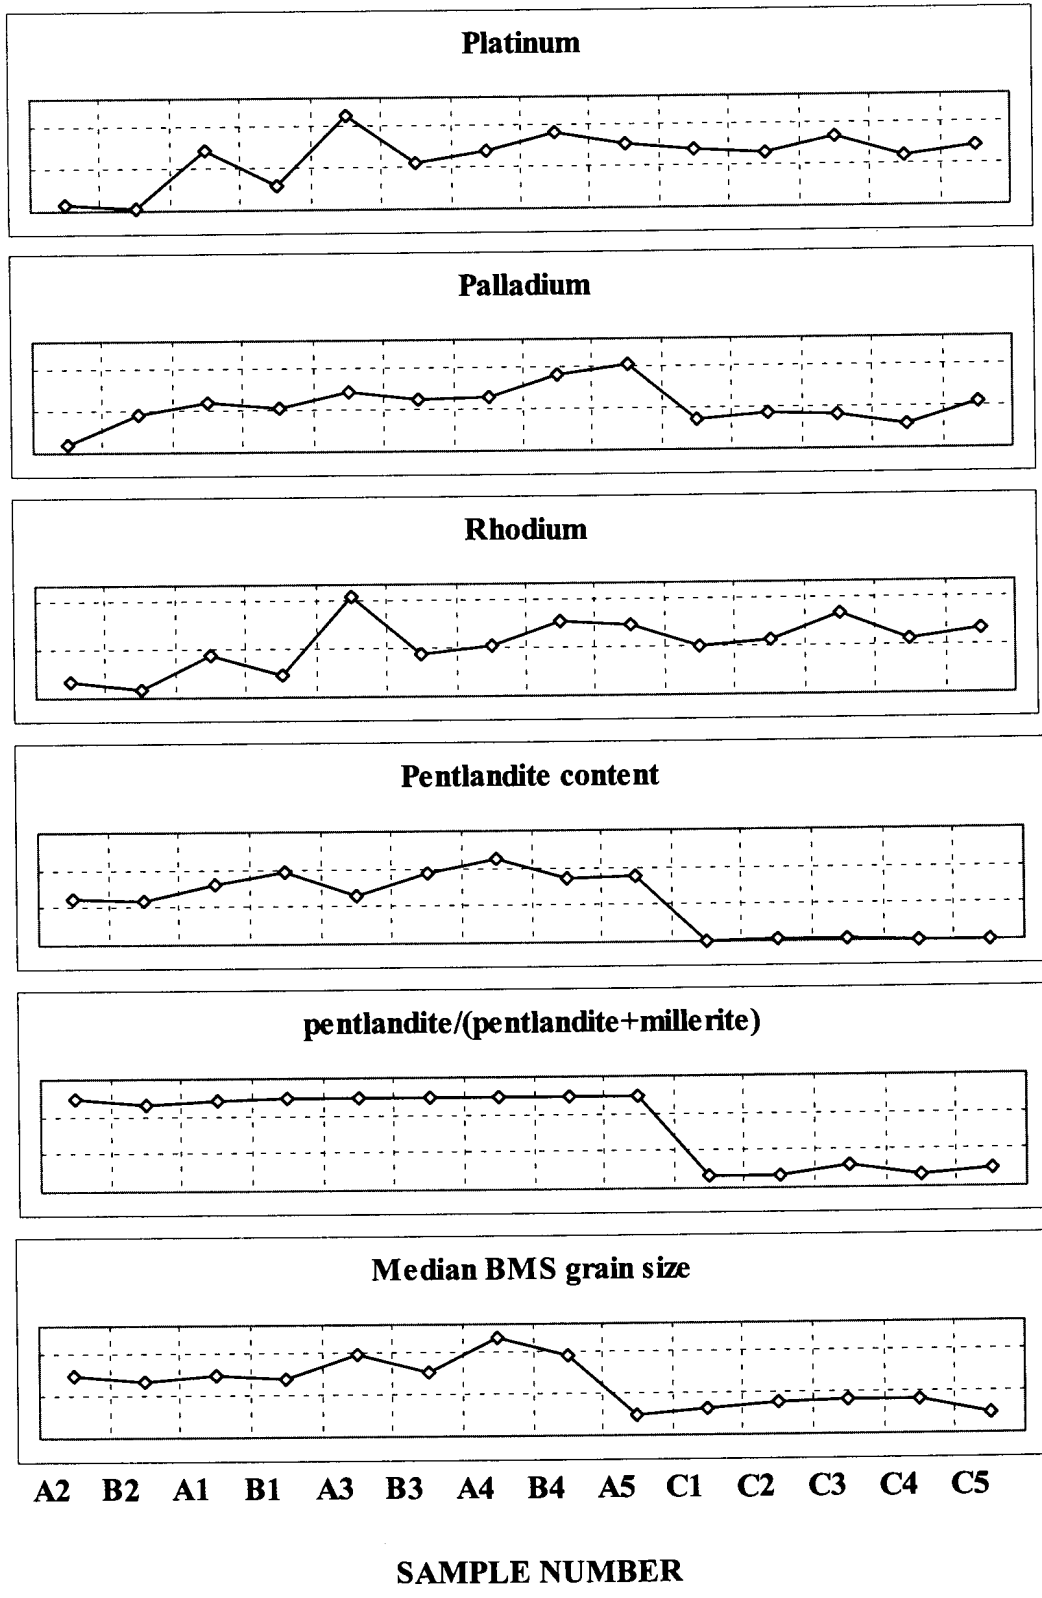 Platinum
Palladium
Rhodium
Pentlandite content
pentlandite/(pentlandite+millerite)
Median BMS grain size
A2 B2 A1 B1 A3 B3 A4 B4 A5 C1 C2 C3 C4 C5
SAMPLE NUMBER